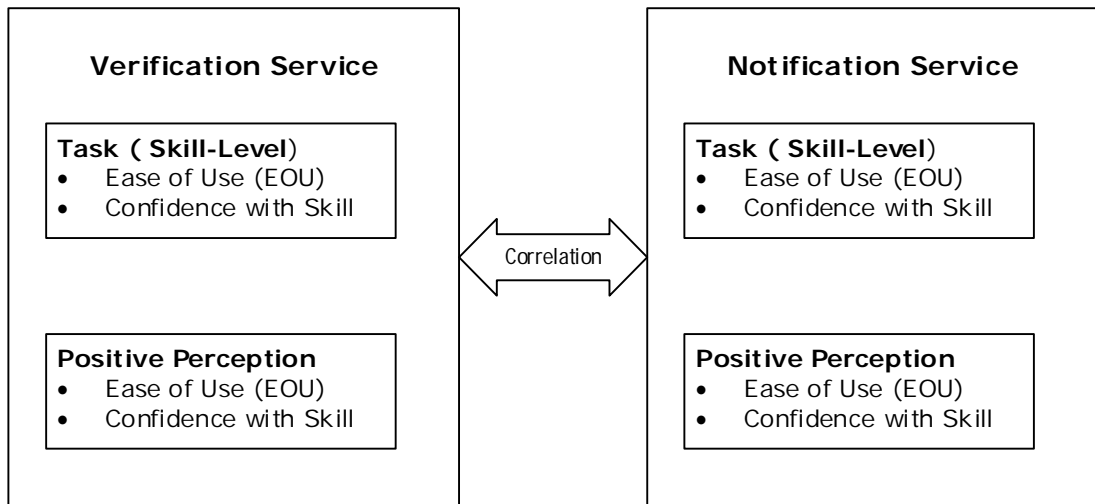 Verification Service
Task ( Skill-Level)
• Ease of Use (EOU)
• Confidence with Skill
Positive Perception
• Ease of Use (EOU)
• Confidence with Skill
Correlation
Notification Service
Task ( Skill-Level)
• Ease of Use (EOU)
• Confidence with Skill
Positive Perception
• Ease of Use (EOU)
• Confidence with Skill